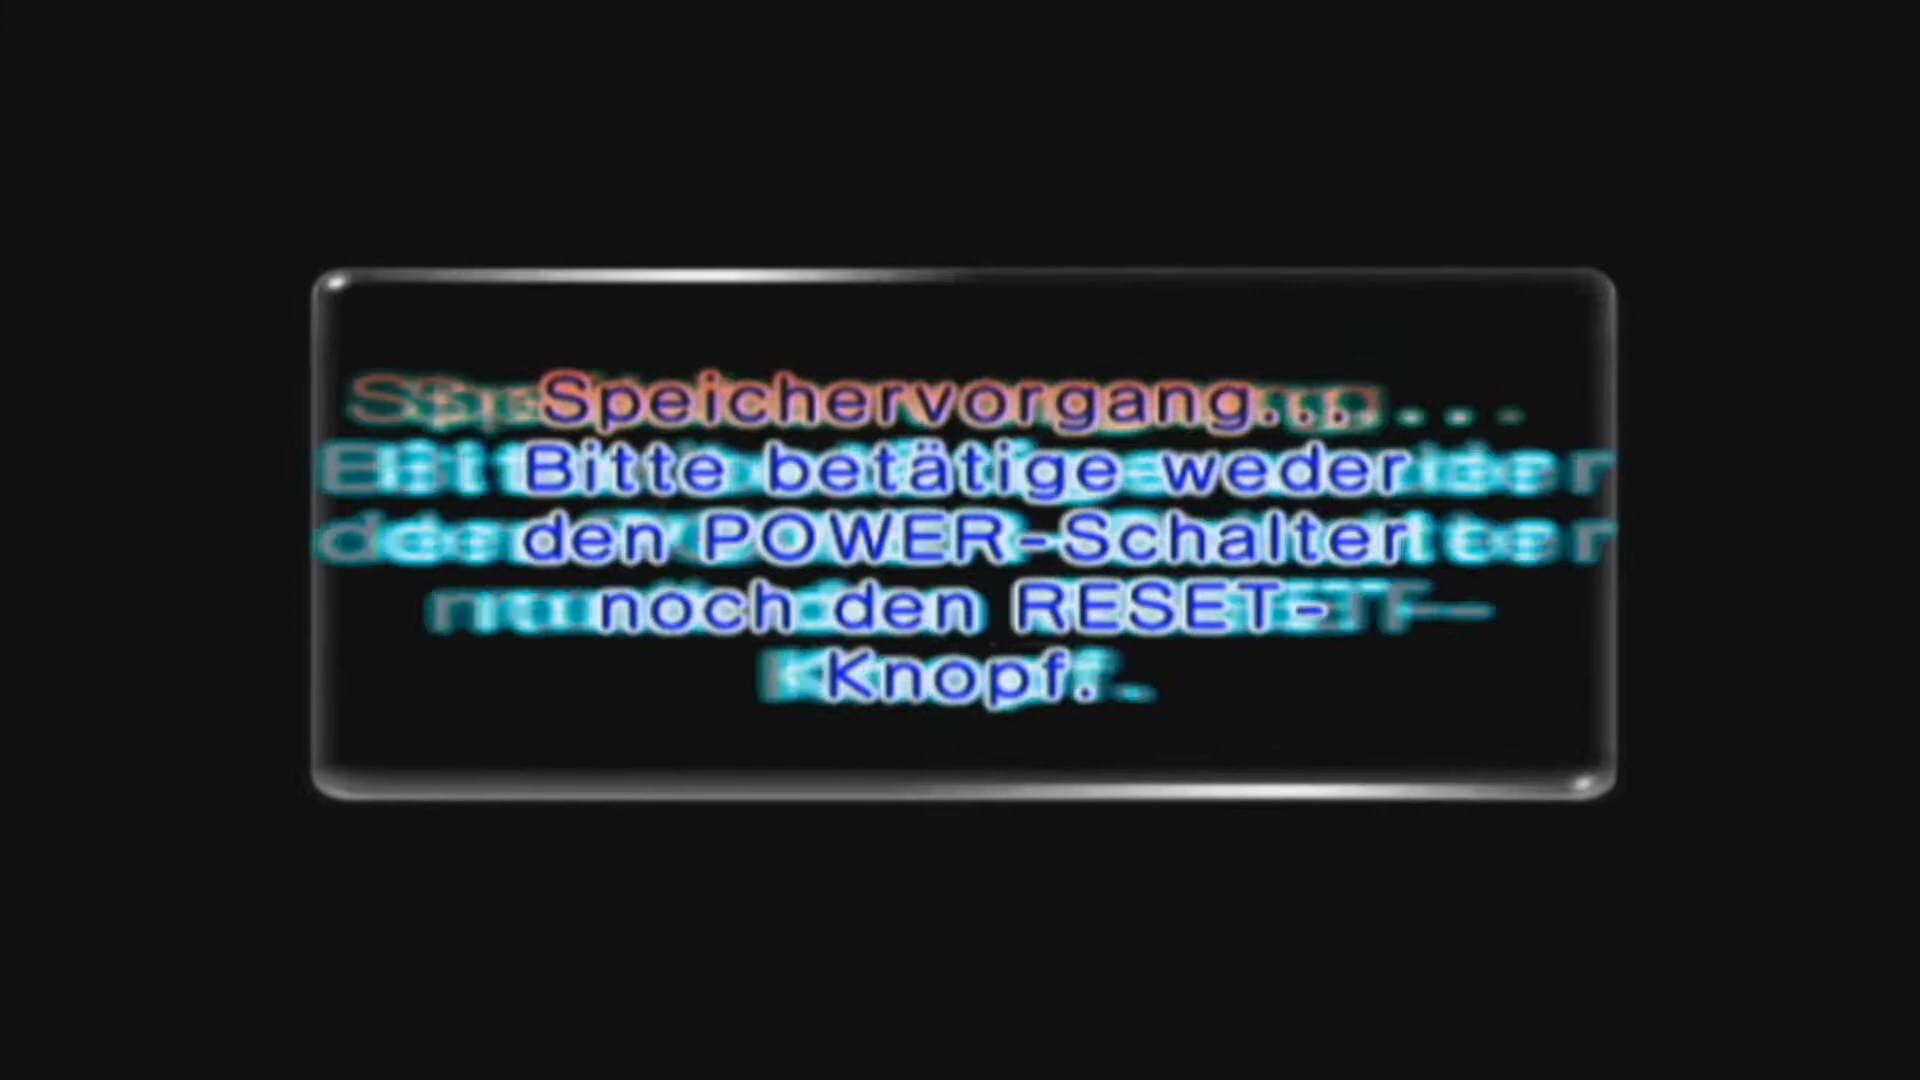 Speichervorgang....
Bitte betätige weder
den POWER-Schalter
noch den RESET-
Knopf.